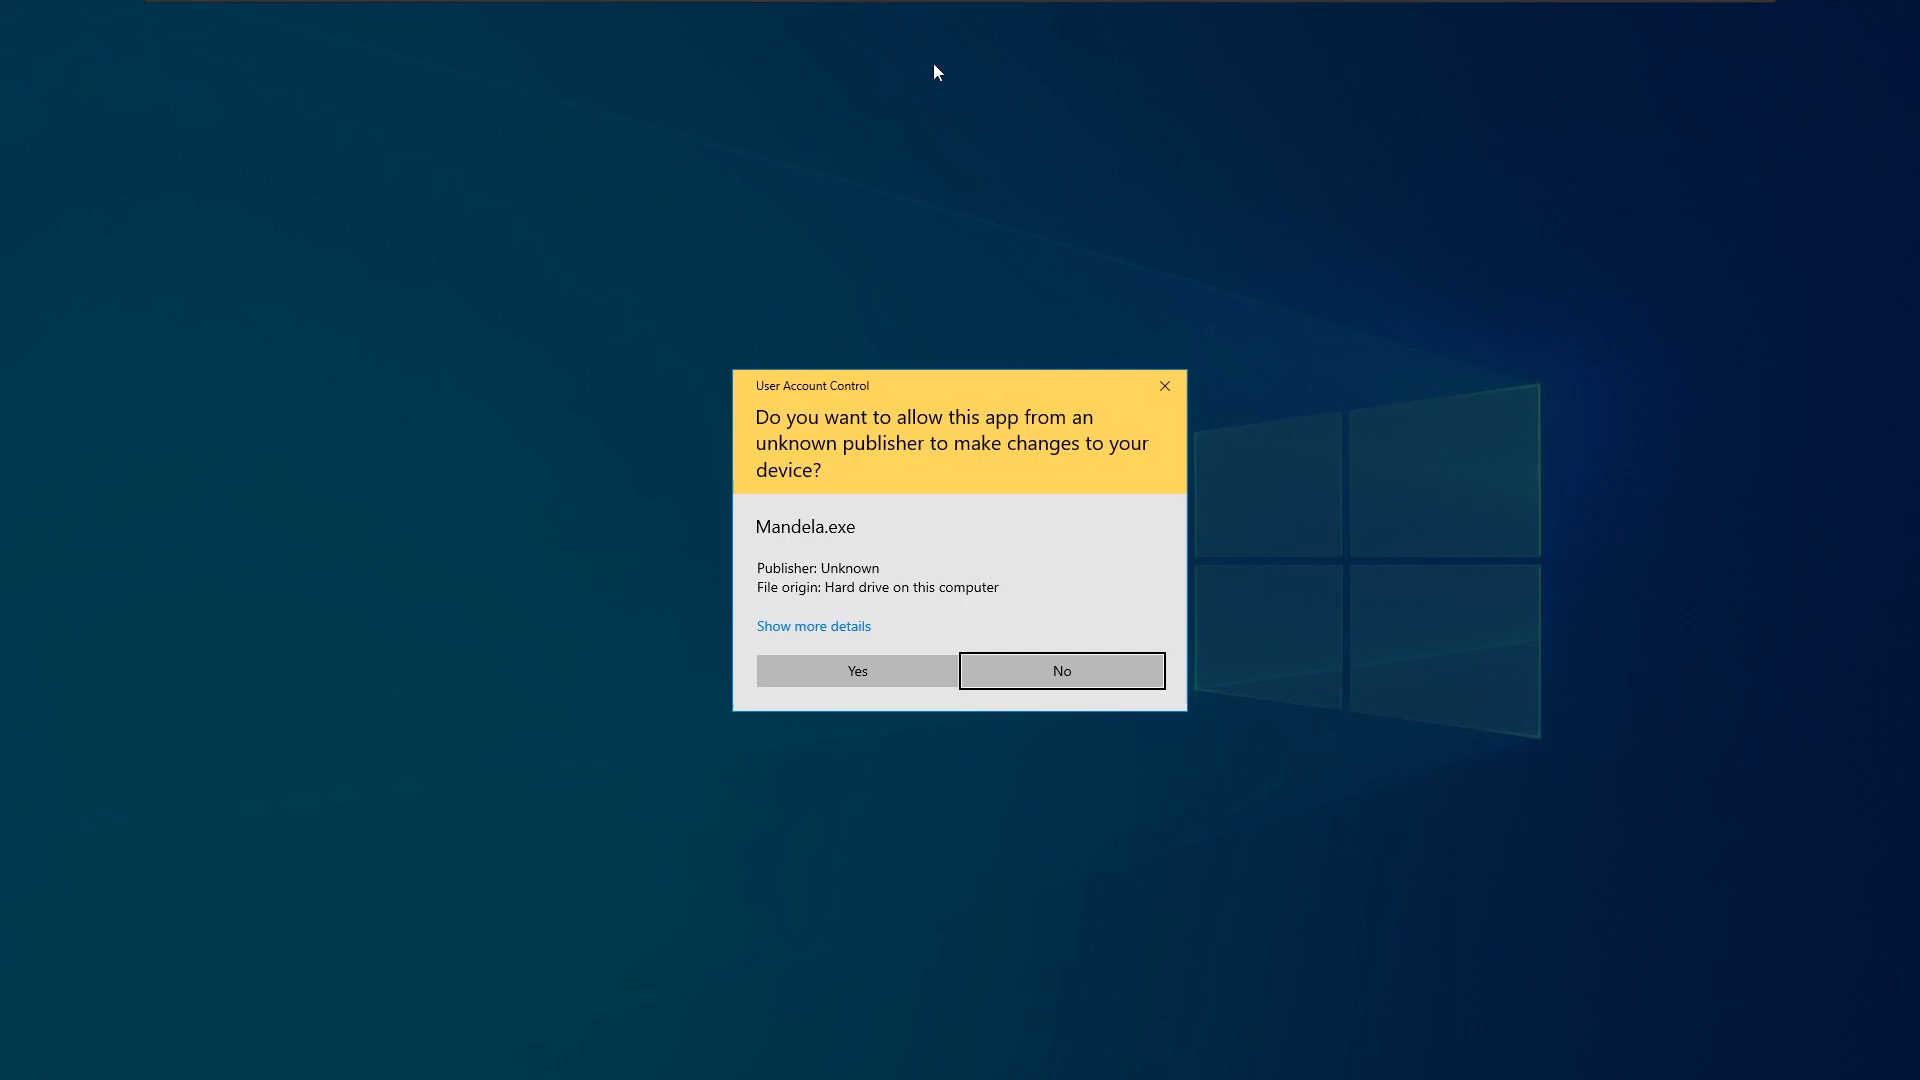 User Account Control
Do you want to allow this app from an
unknown publisher to make changes to your
device?
Mandela.exe
Publisher: Unknown
File origin: Hard drive on this computer
Show more details
Yes
No